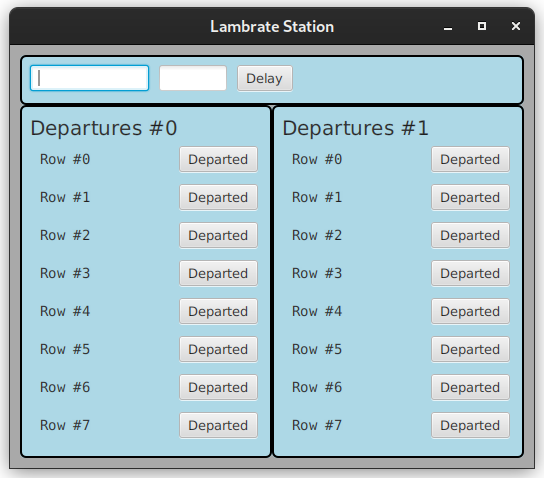 Lambrate Station
Delay
Departures #0
Row #0 Departed
Row #1 Departed
Row #2 Departed
Row #3 Departed
Row #4 Departed
Row #5 Departed
Row #6 Departed
Row #7 Departed
Departures #1
Row #0 Departed
Row #1 Departed
Row #2 Departed
Row #3 Departed
Row #4 Departed
Row #5 Departed
Row #6 Departed
Row #7 Departed